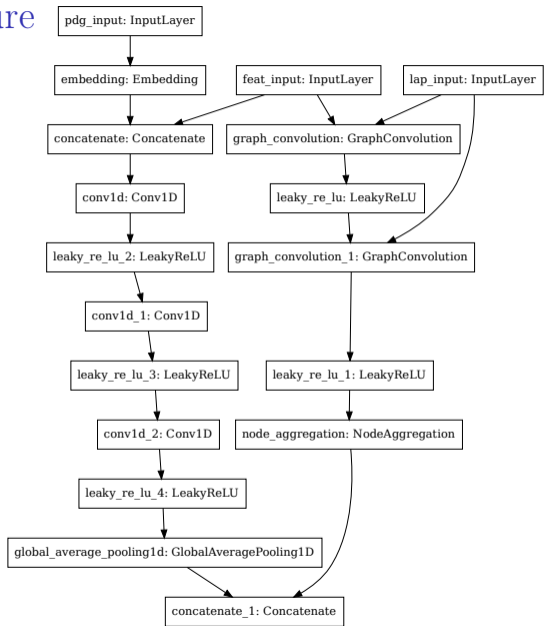 ure
pdg_input: InputLayer
embedding: Embedding
feat_input: InputLayer
lap_input: InputLayer
concatenate: Concatenate
graph_convolution: GraphConvolution
conv1d: Conv1D
leaky_re_lu: LeakyReLU
leaky_re_lu_2: LeakyReLU
graph_convolution_1: GraphConvolution
conv1d_1: Conv1D
leaky_re_lu_3: LeakyReLU
leaky_re_lu_1: LeakyReLU
conv1d_2: Conv1D
node_aggregation: NodeAggregation
leaky_re_lu_4: LeakyReLU
global_average_pooling1d: GlobalAveragePooling1D
concatenate_1: Concatenate